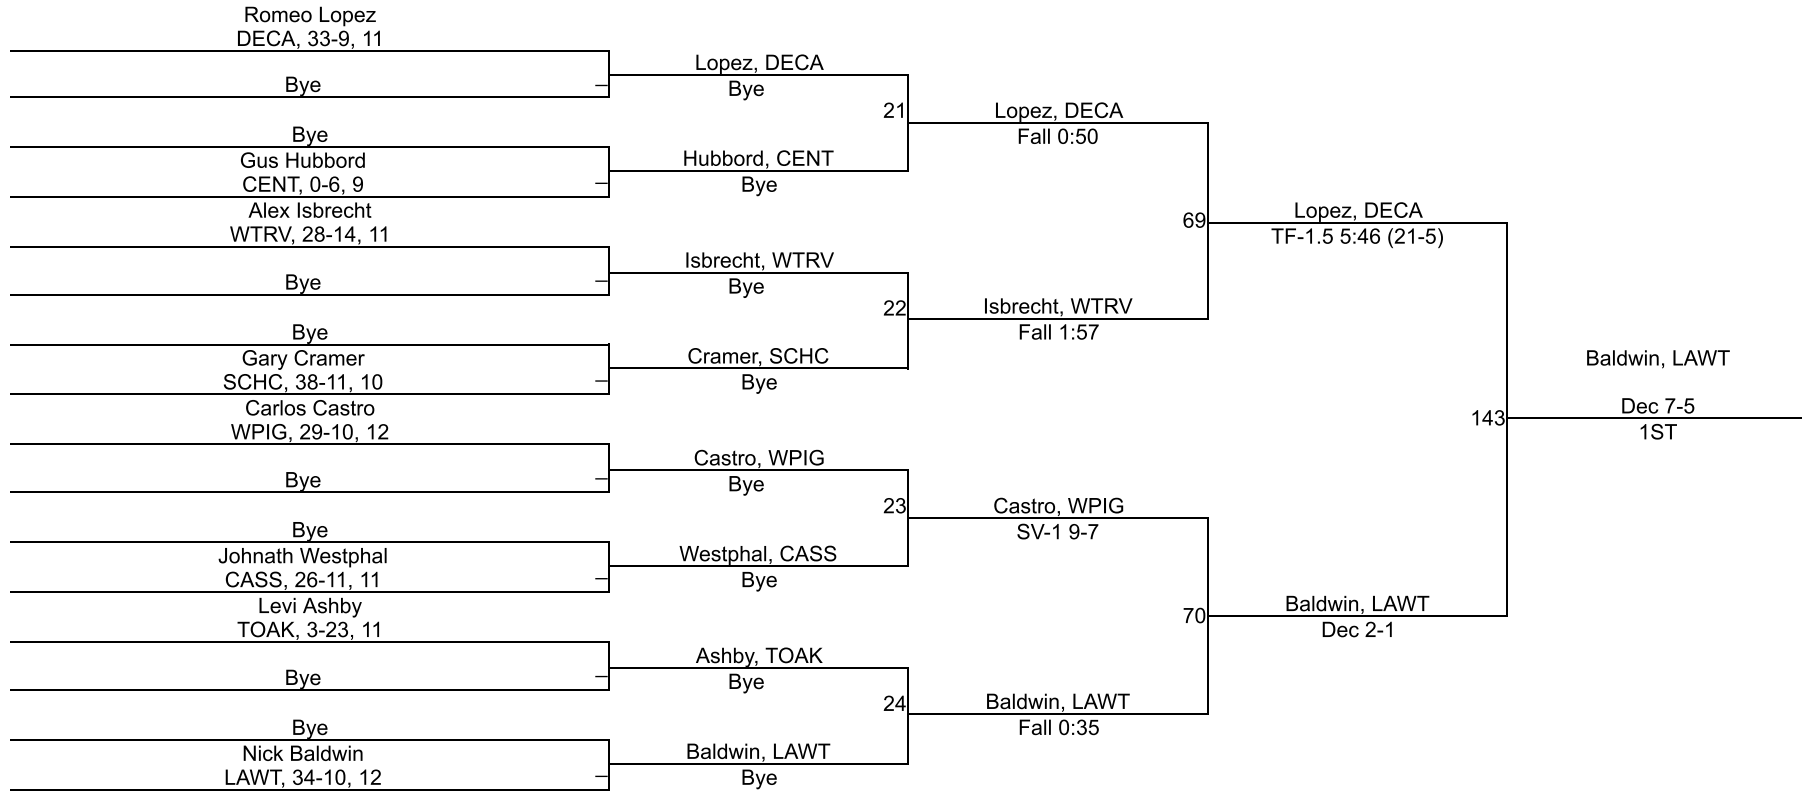 Romeo Lopez
DECA, 33-9, 11
Bye
Bye
Gus Hubbord
CENT, 0-6, 9
Alex Isbrecht
WTRV, 28-14, 11
Bye
Bye
Gary Cramer
SCHC, 38-11, 10
Carlos Castro
WPIG, 29-10, 12
Bye
Bye
Johnath Westphal
CASS, 26-11, 11
Levi Ashby
TOAK, 3-23, 11
Bye
Bye
Nick Baldwin
LAWT, 34-10, 12
Lopez, DECA
Bye
Hubbord, CENT
Bye
Isbrecht, WTRV
Bye
Cramer, SCHC
Bye
Castro, WPIG
Bye
Westphal, CASS
Bye
Ashby, TOAK
Bye
Baldwin, LAWT
Bye
21
Lopez, DECA
Fall 0:50
22
Isbrecht, WTRV
Fall 1:57
23
Castro, WPIG
SV-1 9-7
24
Baldwin, LAWT
Fall 0:35
69
Lopez, DECA
TF-1.5 5:46 (21-5)
70
Baldwin, LAWT
Dec 2-1
143
Baldwin, LAWT
Dec 7-5
1ST